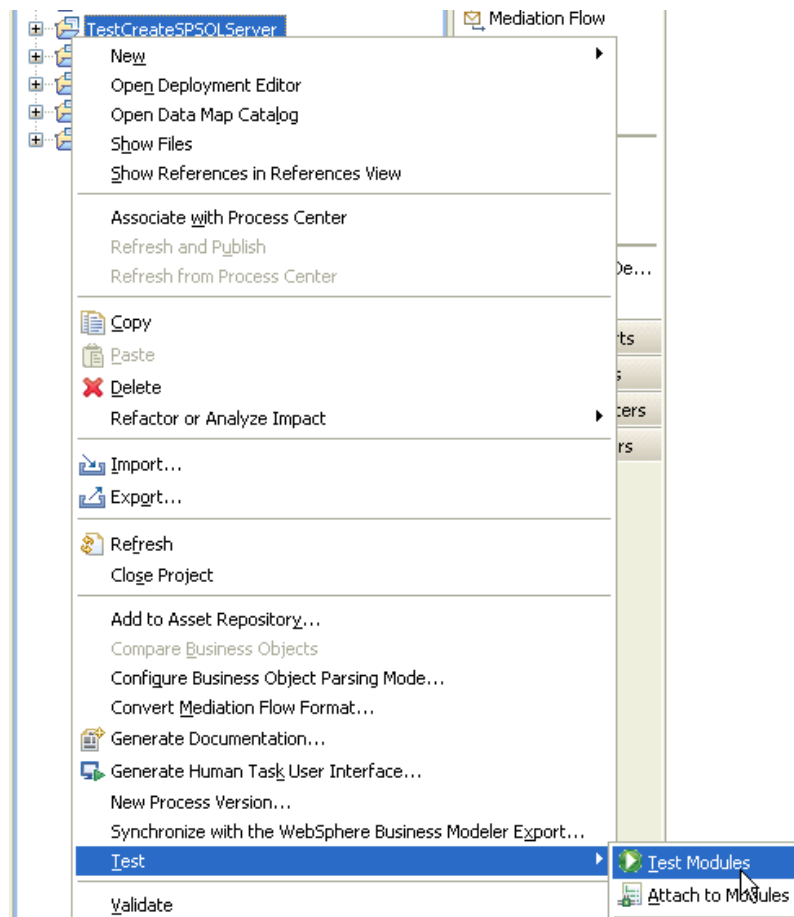 TestCreateSPSQLServer
Mediation Flow
New
Open Deployment Editor
Open Data Map Catalog
Show Files
Show References in References View
Associate with Process Center
Refresh and Publish
Refresh from Process Center
De...
Copy
rts
Paste
s
Delete
ters
Refactor or Analyze Impact
rs
Import...
Export...
Refresh
Close Project
Add to Asset Repository...
Compare Business Objects
Configure Business Object Parsing Mode...
Convert Mediation Flow Format...
Generate Documentation...
Generate Human Task User Interface...
New Process Version...
Synchronize with the WebSphere Business Modeler Export...
Test
Test Modules
Attach to Modules
Validate